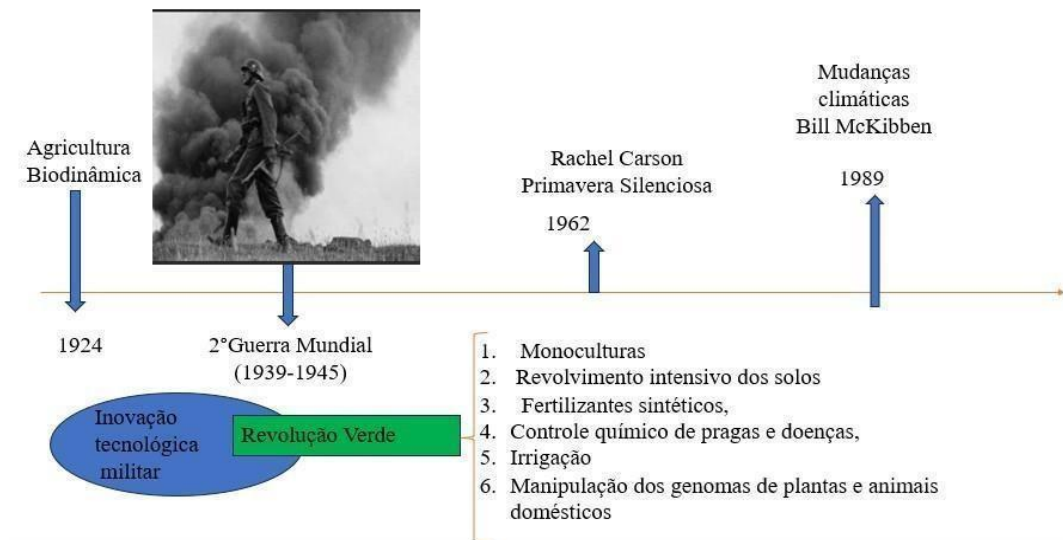 Agricultura
Biodinâmica
1924
2°Guerra Mundial
(1939-1945)
Rachel Carson
Primavera Silenciosa
1962
Mudanças
climáticas
Bill McKibben
1989
Inovação
tecnológica
militar
Revolução Verde
1. Monoculturas
2. Revolvimento intensivo dos solos
3. Fertilizantes sintéticos,
4. Controle químico de pragas e doenças,
5. Irrigação
6. Manipulação dos genomas de plantas e animais
domésticos